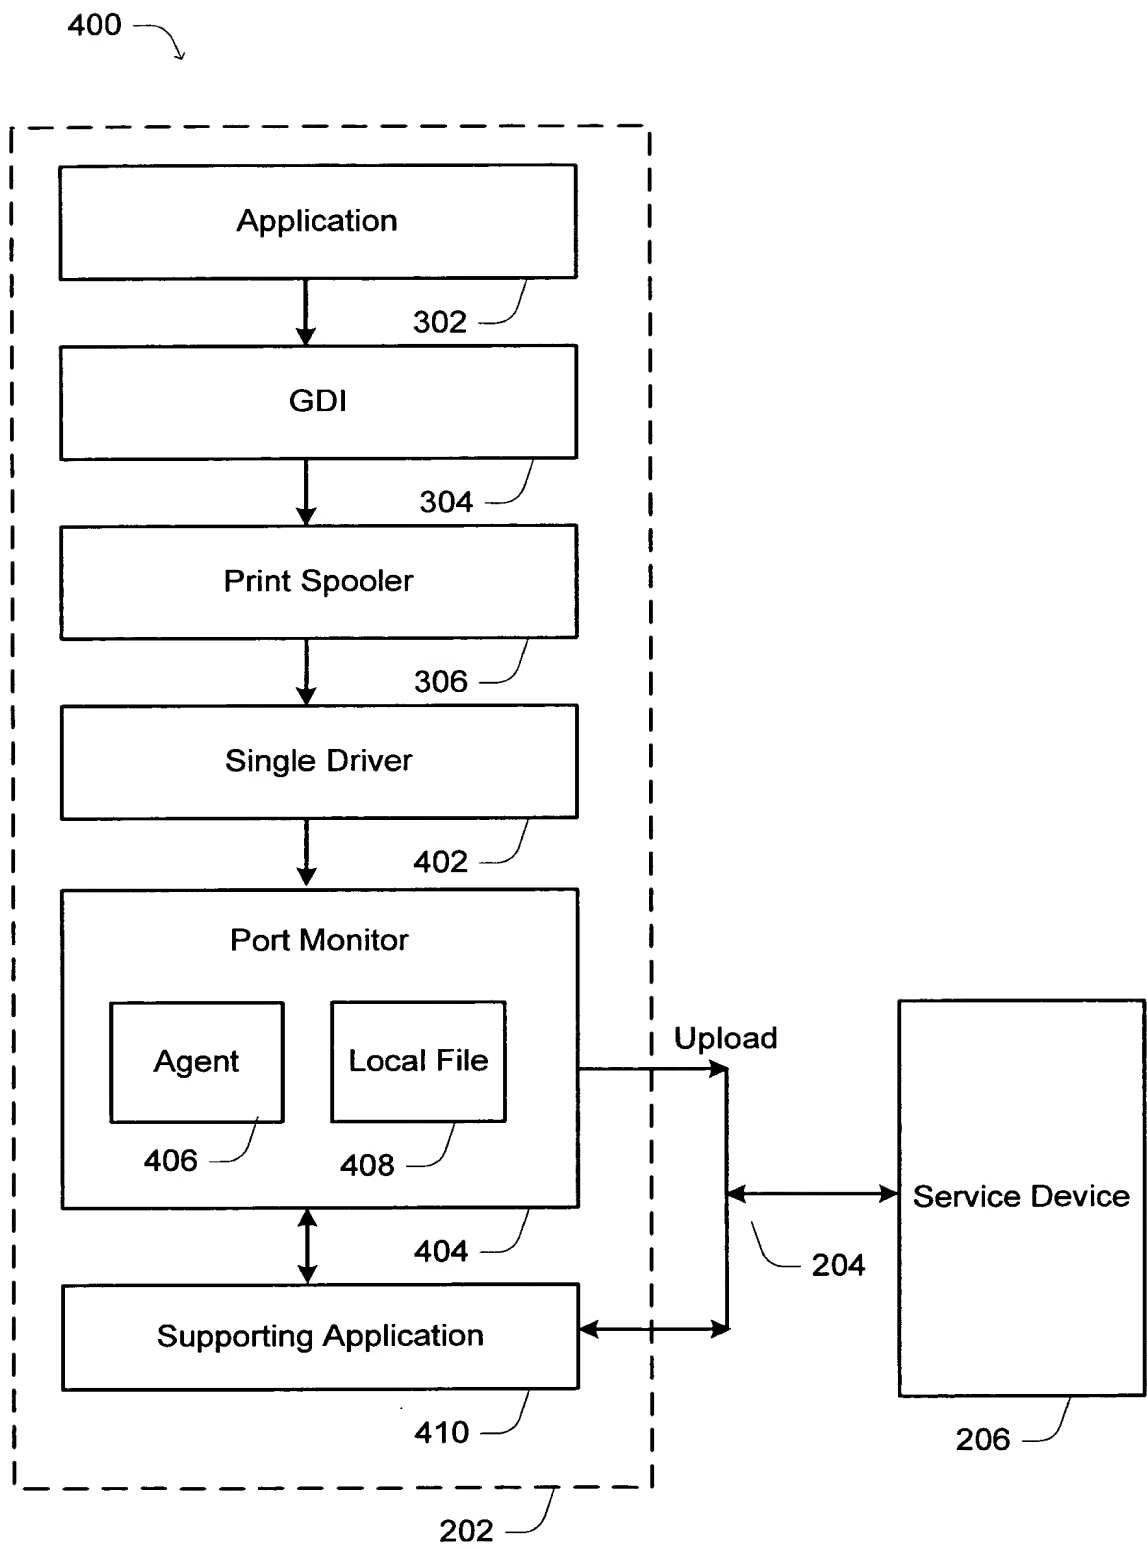 400
Application
302
GDI
304
Print Spooler
306
Single Driver
402
Port Monitor
Agent
Local File
406
408
404
Upload
204
Service Device
206
Supporting Application
410
202